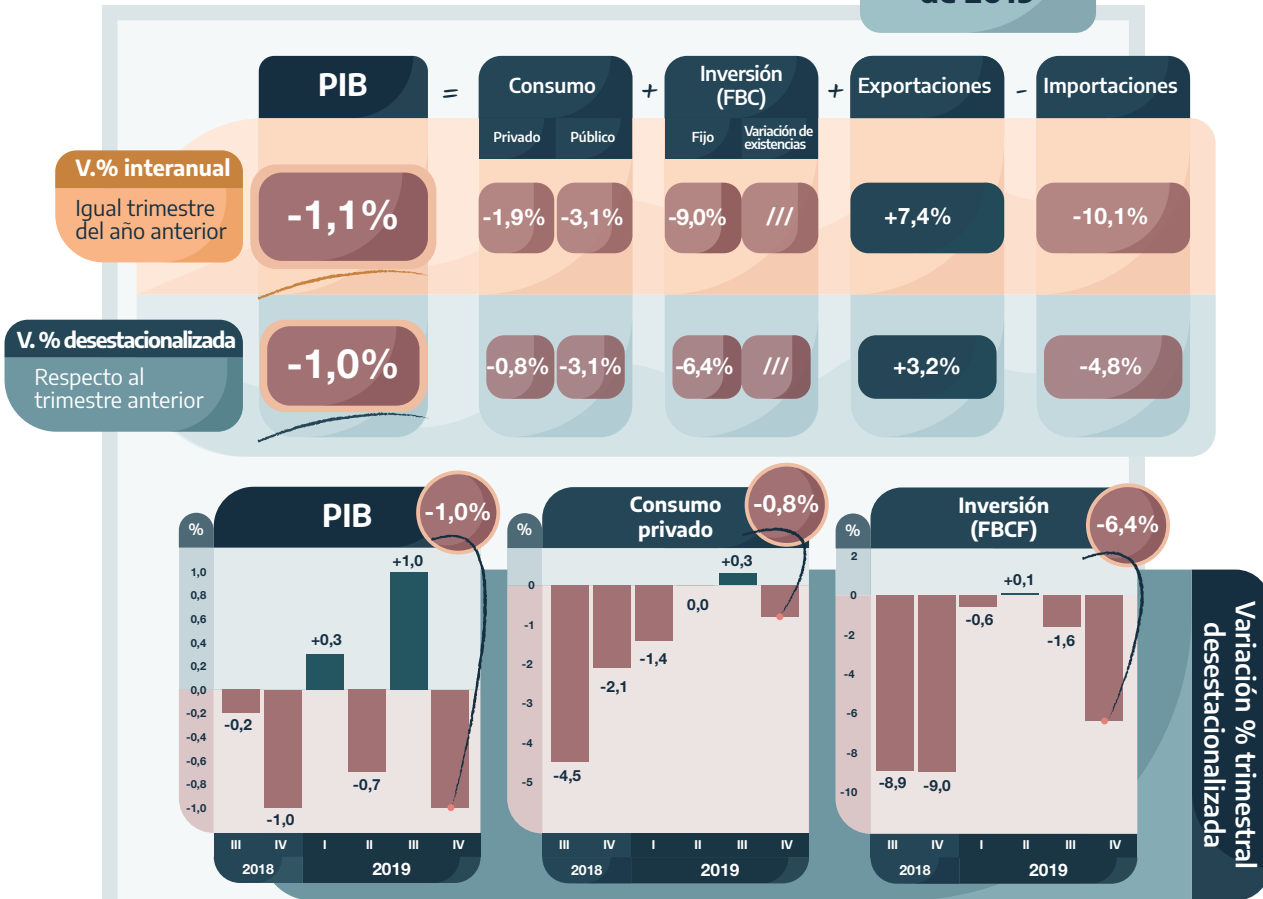 de 2019
PIB = Consumo + Inversión (FBC) + Exportaciones - Importaciones
Privado Público Fijo Variación de existencias
V.% interanual
Igual trimestre
del año anterior
-1,1% -1,9% -3,1% -9,0% /// +7,4% -10,1%
V. % desestacionalizada
Respecto al
trimestre anterior
-1,0% -0,8% -3,1% -6,4% /// +3,2% -4,8%
PIB
-1,0%
%
1,0
0,8
0,6
0,4
0,2
0,0
-0,2
-0,4
-0,6
-0,8
-1,0
-0,2
-1,0
+0,3
-0,7
+1,0
III IV I II III IV
2018 2019
Consumo
privado
-0,8%
%
0
-1
-2
-3
-4
-5
-4,5
-2,1
-1,4
0,0
+0,3
III IV I II III IV
2018 2019
Inversión
(FBCF)
-6,4%
%
2
0
-2
-4
-6
-8
-10
-8,9
-9,0
-0,6
+0,1
-1,6
III IV I II III IV
2018 2019
Variación % trimestral
desestacionalizada